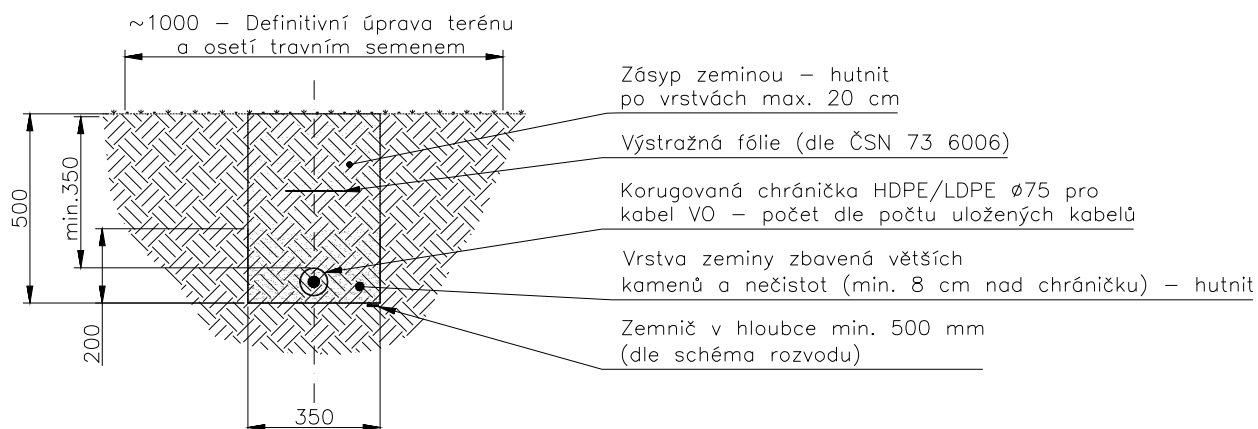 ~1000 – Definitivní úprava terénu
a osetí travním semenem
Zásyp zeminou – hutnit
po vrstvách max. 20 cm
Výstražná fólie (dle ČSN 73 6006)
Korugovaná chránička HDPE/LDPE ø75 pro
kabel VO – počet dle počtu uložených kabelů
Vrstva zeminy zbavená větších
kamenů a nečistot (min. 8 cm nad chráničku) – hutnit
Zemnič v hloubce min. 500 mm
(dle schéma rozvodu)
500
min.350
200
350